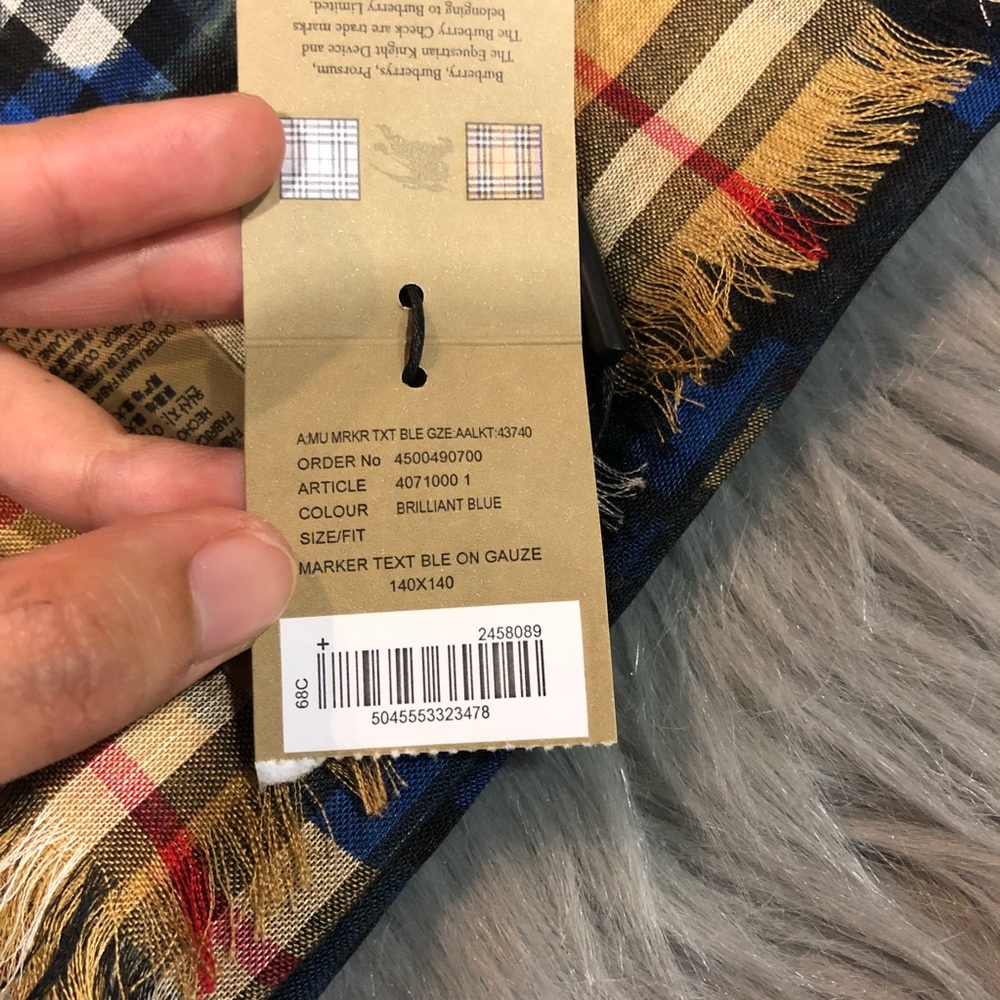 Burberry, Burberrys, Prorsum,
The Equestrian Knight Device and
The Burberry Check are trade marks
belonging to Burberry Limited.
A:MU MRKR TXT BLE GZE:AALKT:43740
ORDER No 4500490700
ARTICLE 4071000 1
COLOUR BRILLIANT BLUE
SIZE/FIT
MARKER TEXT BLE ON GAUZE
140X140
+
2458089
68C
5045553323478